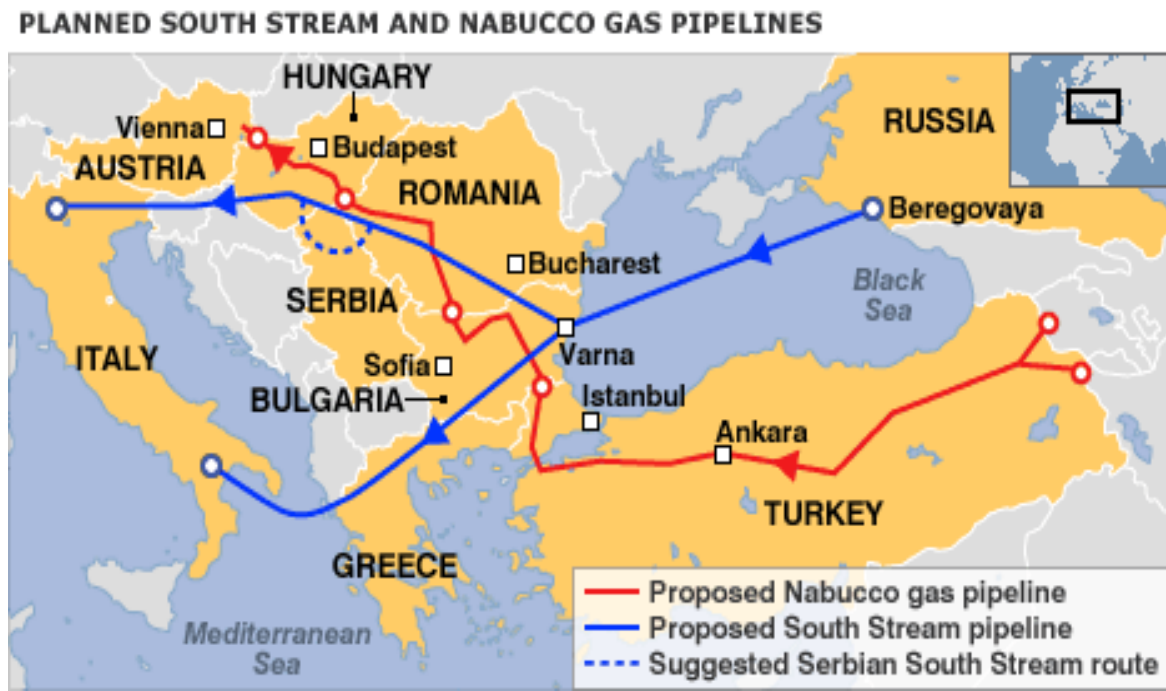 PLANNED SOUTH STREAM AND NABUCCO GAS PIPELINES
HUNGARY
Vienna
Budapest
RUSSIA
AUSTRIA
ROMANIA
Beregovaya
Bucharest
Black
Sea
SERBIA
ITALY
Varna
Sofia
BULGARIA
Istanbul
Ankara
TURKEY
GREECE
Mediterranean
Sea
Proposed Nabucco gas pipeline
Proposed South Stream pipeline
Suggested Serbian South Stream route